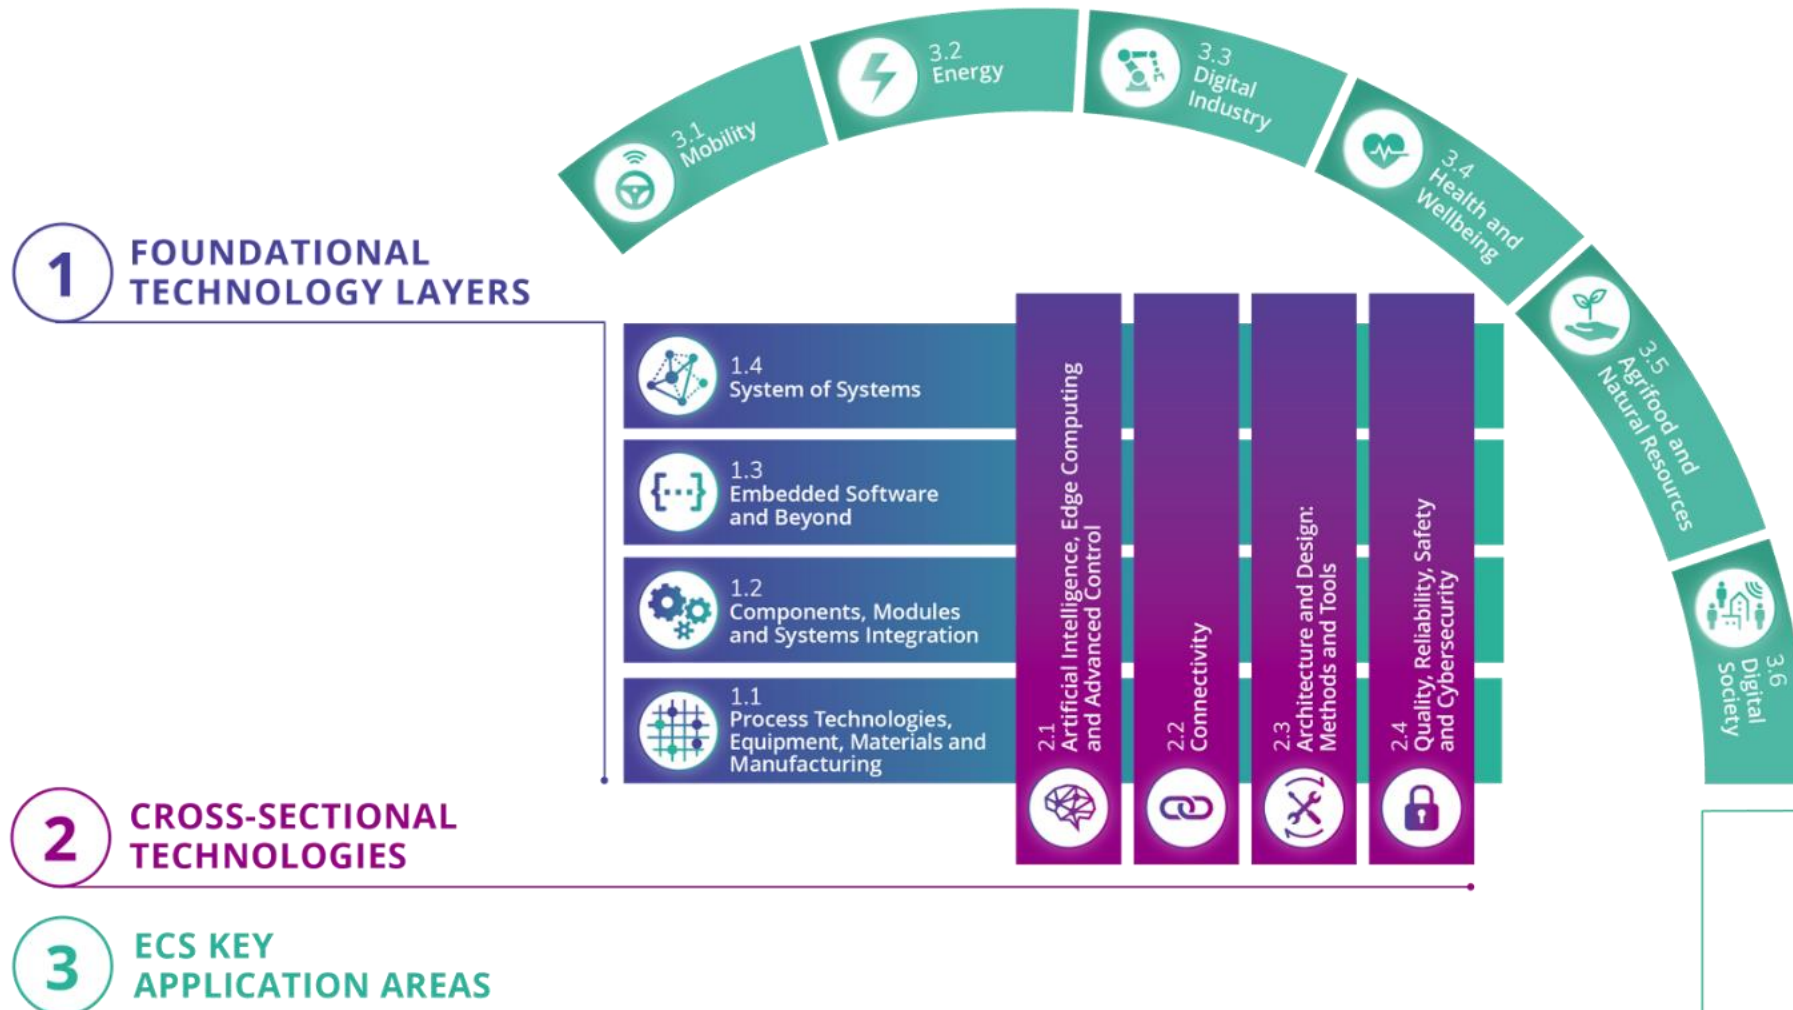 3.1
Mobility
3.2
Energy
3.3
Digital
Industry
3.4
Health and
Wellbeing
3.5
Agrifood and
Natural Resources
3.6
Digital
Society
1
FOUNDATIONAL
TECHNOLOGY LAYERS
1.4
System of Systems
1.3
Embedded Software
and Beyond
1.2
Components, Modules
and Systems Integration
1.1
Process Technologies,
Equipment, Materials and
Manufacturing
2.1
Artificial Intelligence, Edge Computing
and Advanced Control
2.2
Connectivity
2.3
Architecture and Design:
Methods and Tools
2.4
Quality, Reliability, Safety
and Cybersecurity
2
CROSS-SECTIONAL
TECHNOLOGIES
3
ECS KEY
APPLICATION AREAS